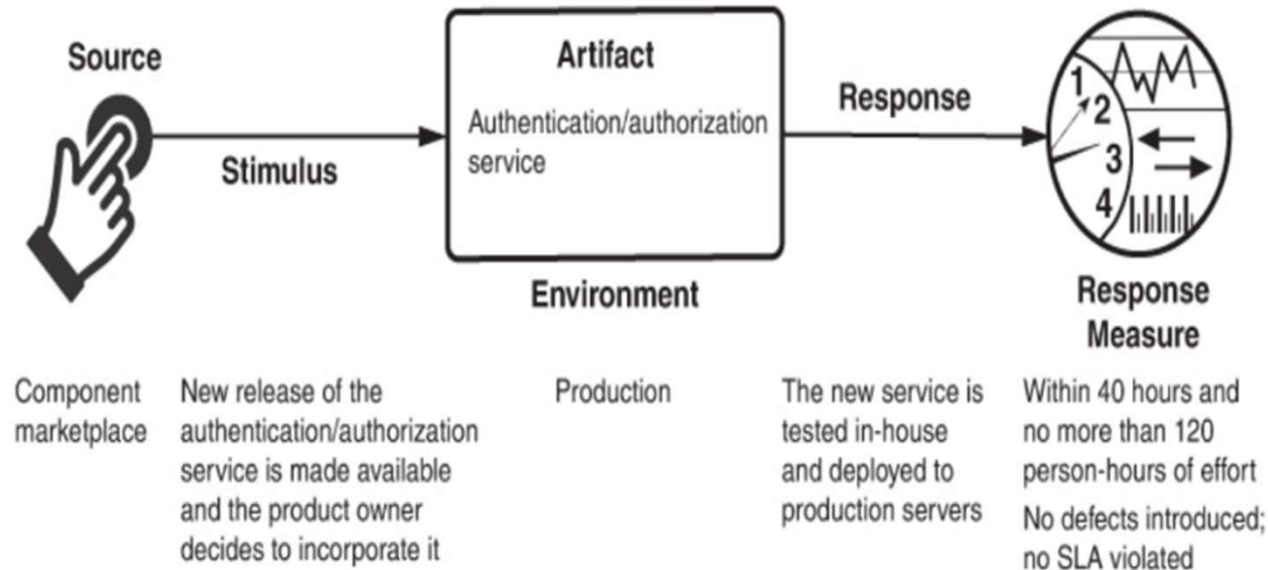 Source
Stimulus
Artifact
Authentication/authorization
service
Environment
Response
1
2
3
4
Response
Measure
Component
marketplace
New release of the
authentication/authorization
service is made available
and the product owner
decides to incorporate it
Production
The new service is
tested in-house
and deployed to
production servers
Within 40 hours and
no more than 120
person-hours of effort
No defects introduced;
no SLA violated